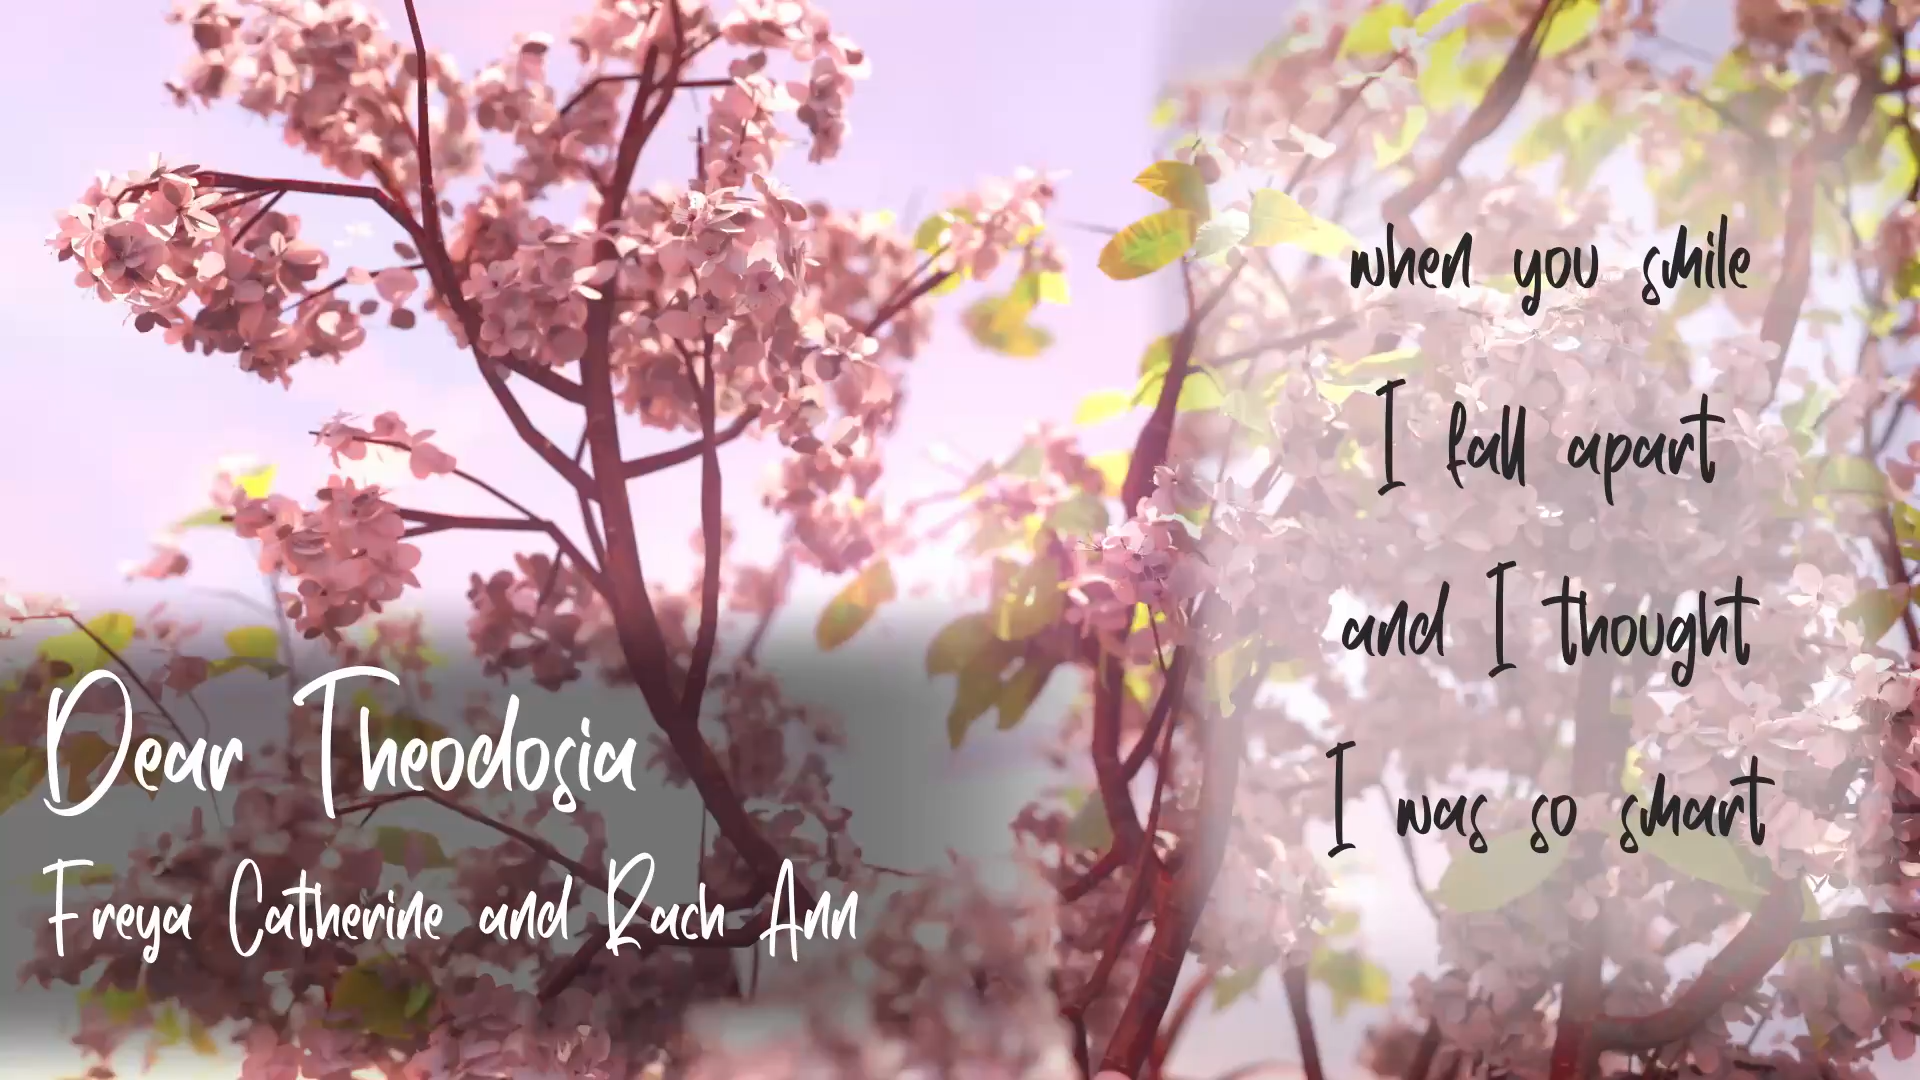 Dear Theodosia
Freya Catherine and Rach Ann
when you smile
I fall apart
and I thought
I was so smart